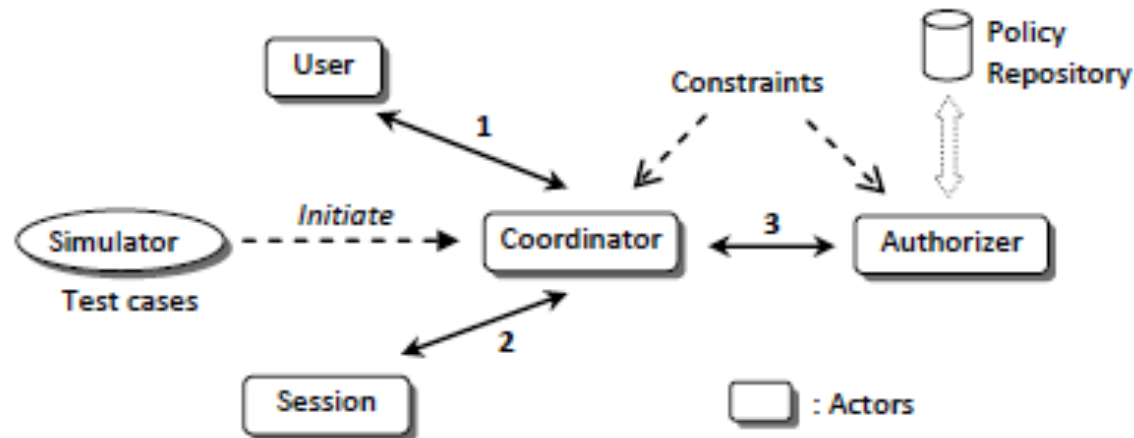 User
Policy
Repository
Constraints
1
Initiate
Simulator
Coordinator
3
Authorizer
Test cases
2
Session
: Actors